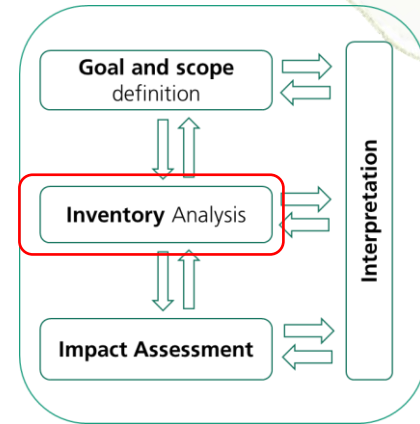 Goal and scope
definition
Inventory Analysis
Impact Assessment
Interpretation